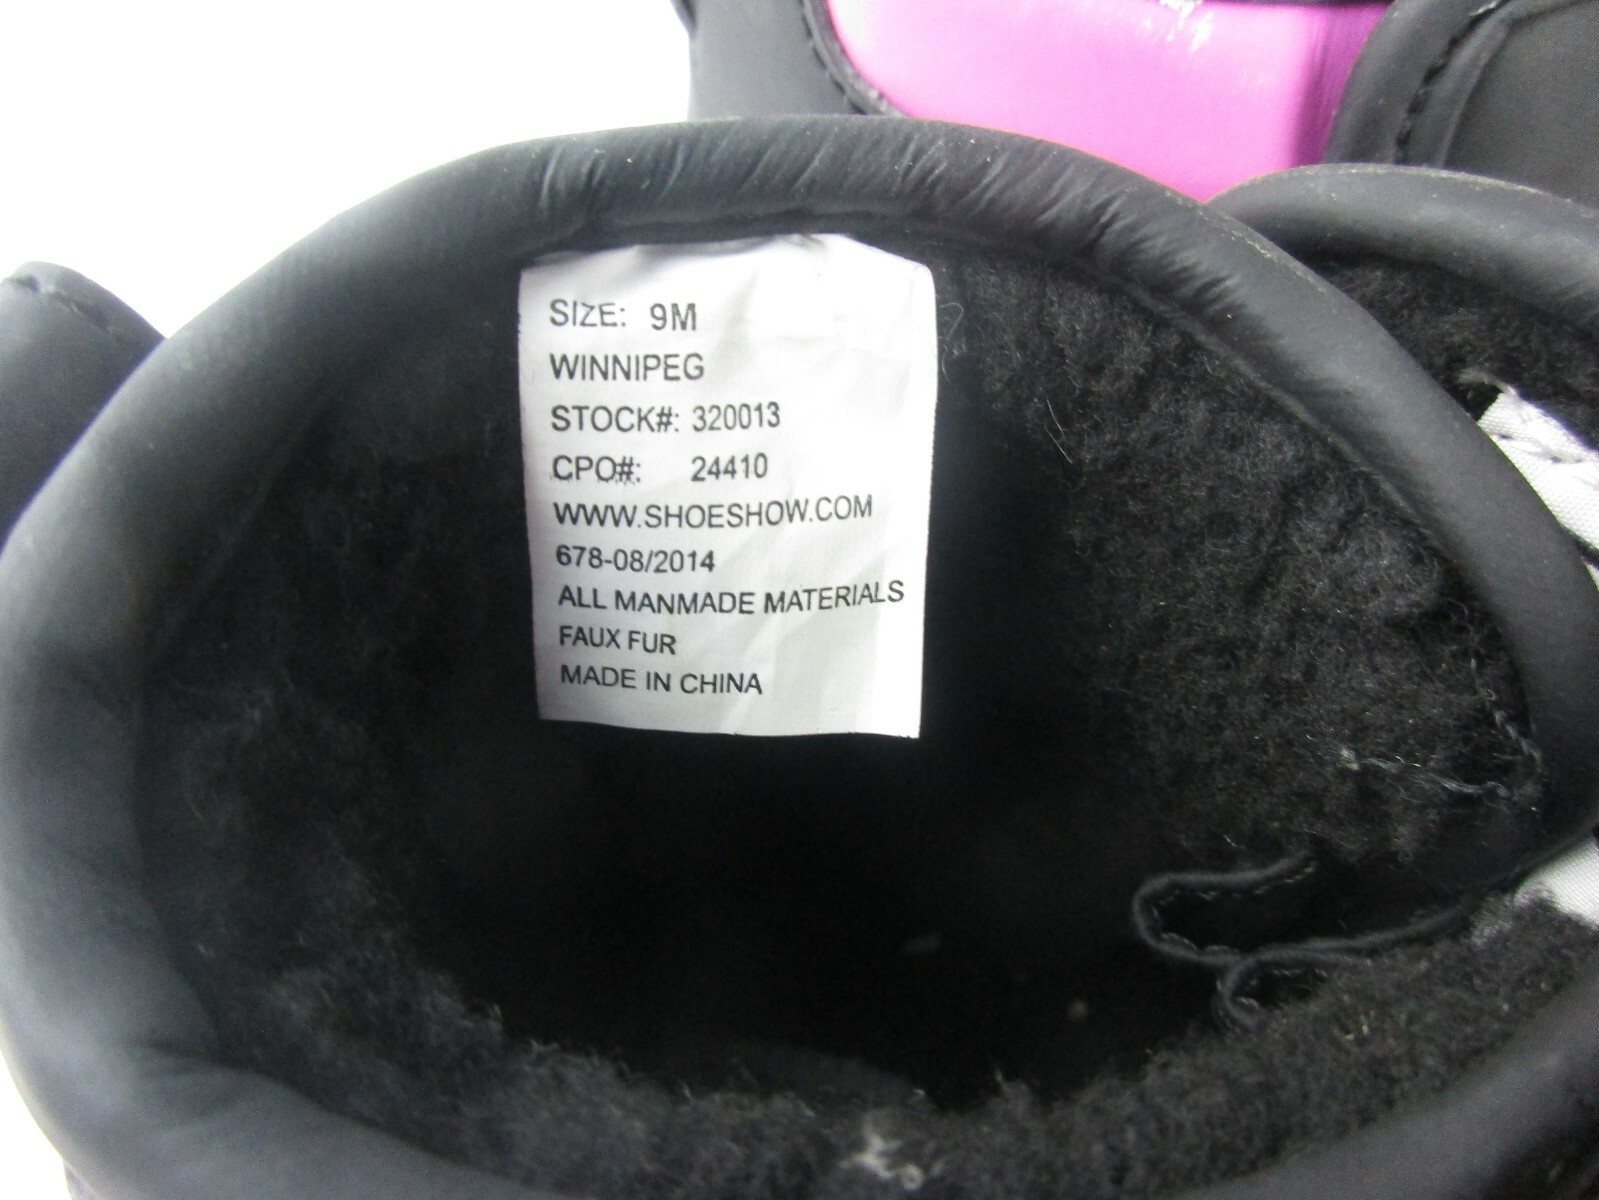 SIZE: 9M
WINNIPEG
STOCK#: 320013
CPO#: 24410
WWW.SHOESHOW.COM
678-08/2014
ALL MANMADE MATERIALS
FAUX FUR
MADE IN CHINA